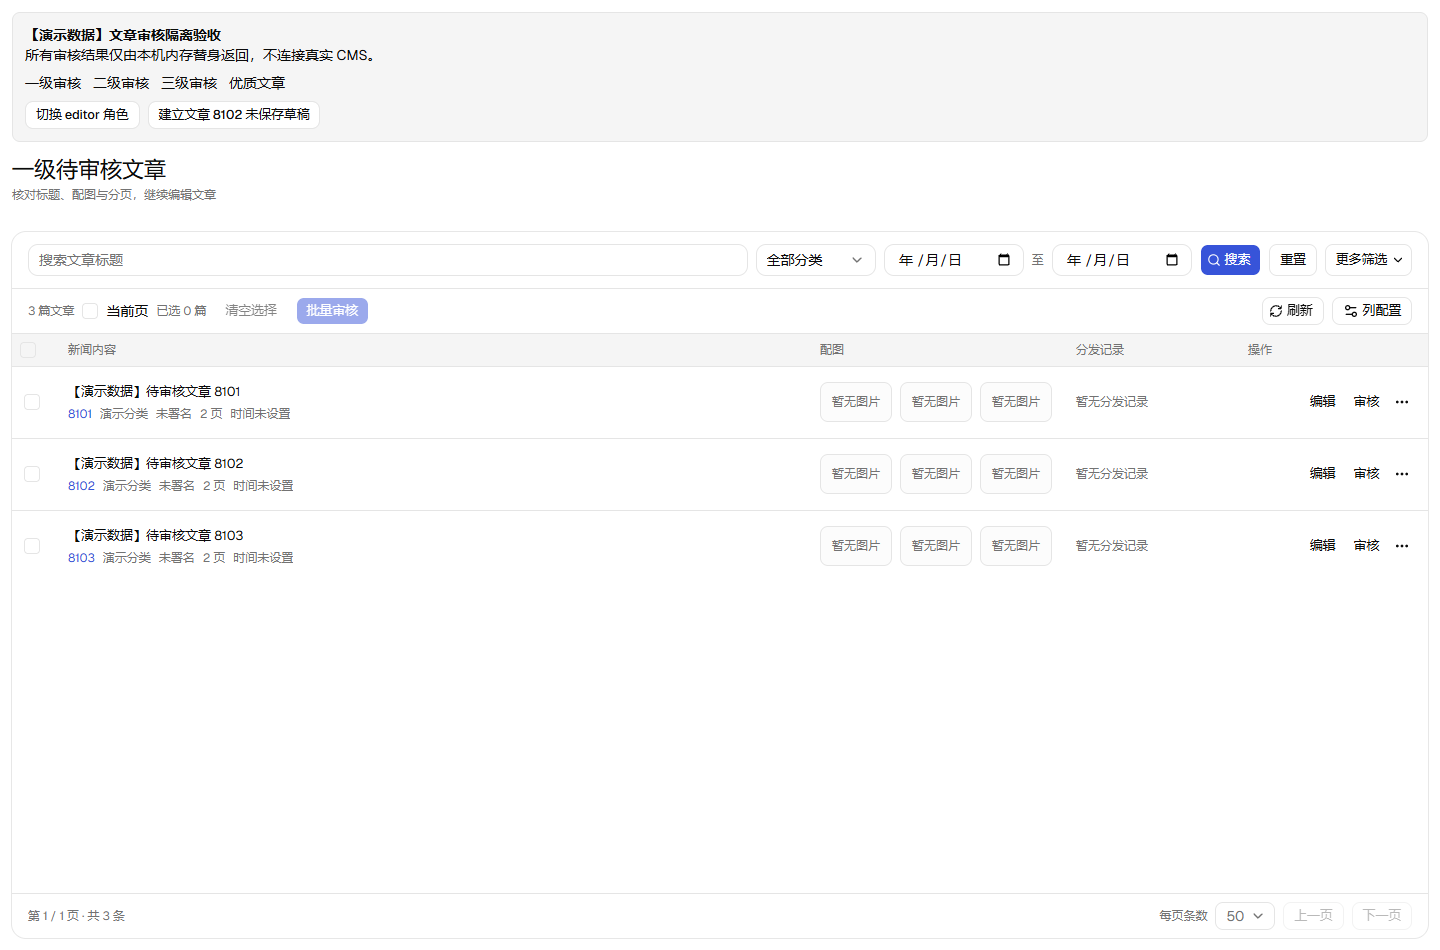 【演示数据】文章审核隔离验收
所有审核结果仅由本机内存替身返回，不连接真实 CMS。
一级审核 二级审核 三级审核 优质文章
切换 editor 角色 建立文章 8102 未保存草稿
一级待审核文章
核对标题、配图与分页，继续编辑文章
搜索文章标题 全部分类 年 /月/日 至 年 /月/日 搜索 重置 更多筛选
3 篇文章 当前页 已选 0 篇 清空选择 批量审核 刷新 列配置
新闻内容 配图 分发记录 操作
【演示数据】待审核文章 8101
8101 演示分类 未署名 2 页 时间未设置 暂无图片 暂无图片 暂无图片 暂无分发记录 编辑 审核 ···
【演示数据】待审核文章 8102
8102 演示分类 未署名 2 页 时间未设置 暂无图片 暂无图片 暂无图片 暂无分发记录 编辑 审核 ···
【演示数据】待审核文章 8103
8103 演示分类 未署名 2 页 时间未设置 暂无图片 暂无图片 暂无图片 暂无分发记录 编辑 审核 ···
第 1 / 1 页 · 共 3 条 每页条数 50 上一页 下一页